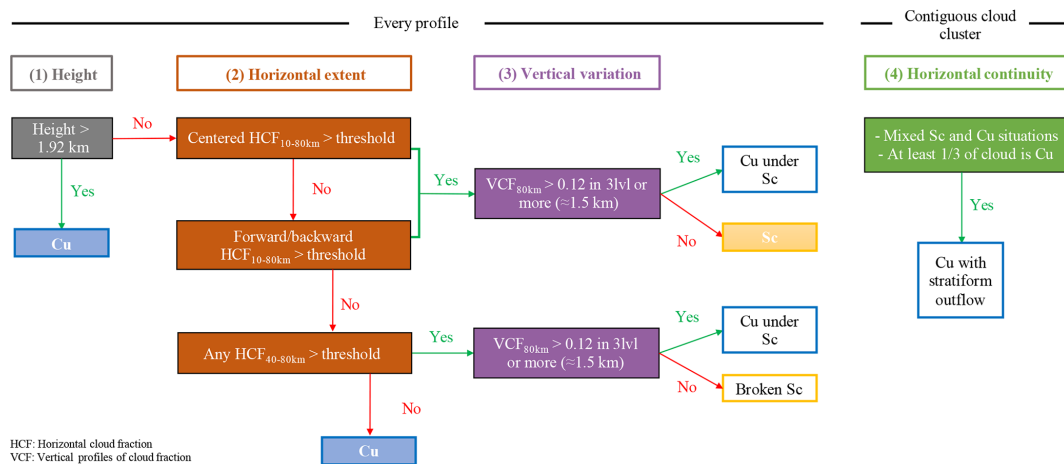 Every profile
Contiguous cloud
cluster
(1) Height
(2) Horizontal extent
(3) Vertical variation
(4) Horizontal continuity
Height >
1.92 km
No
Yes
Cu
Centered HCF10-80km > threshold
No
Yes
Forward/backward
HCF10-80km > threshold
No
Any HCF40-80km > threshold
Yes
No
Cu
VCF80km > 0.12 in 3lvl or
more (≈1.5 km)
Yes
Cu under
Sc
No
Sc
VCF80km > 0.12 in 3lvl
or more (≈1.5 km)
Yes
Cu under
Sc
No
Broken Sc
- Mixed Sc and Cu situations
- At least 1/3 of cloud is Cu
Yes
Cu with
stratiform
outflow
HCF: Horizontal cloud fraction
VCF: Vertical profiles of cloud fraction